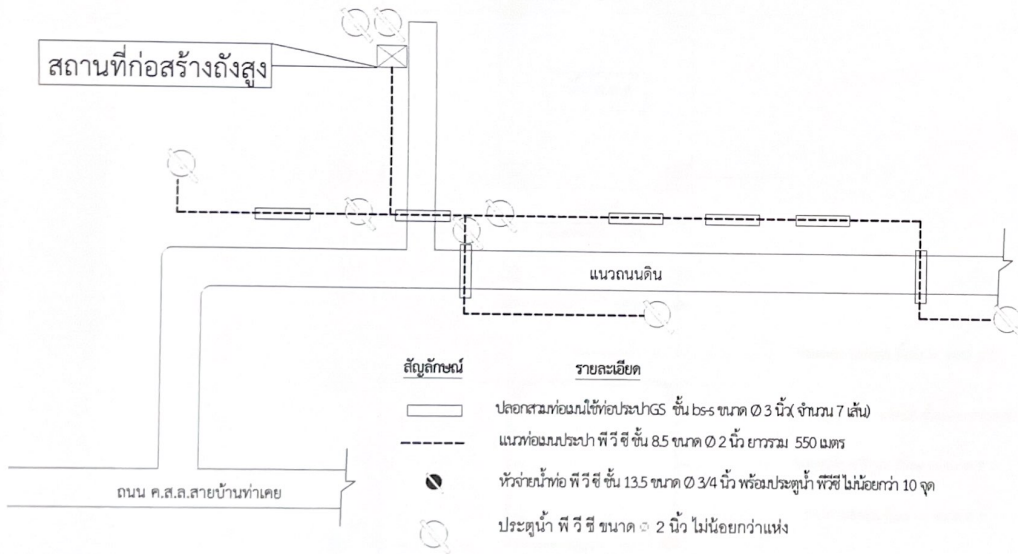 สถานที่ก่อสร้างถังสูง
แนวถนนดิน
สัญลักษณ์ รายละเอียด
ปลอกสวมท่อเมนใช้ท่อประปาGS ชั้น bs-s ขนาด Ø 3 นิ้ว( จำนวน 7 เส้น)
แนวท่อเมนประปา พี วี ซี ชั้น 8.5 ขนาด Ø 2 นิ้ว ยาวรวม 550 เมตร
หัวจ่ายน้ำท่อ พี วี ซี ชั้น 13.5 ขนาด Ø 3/4 นิ้ว พร้อมประตูน้ำ พีวีซี ไม่น้อยกว่า 10 จุด
ประตูน้ำ พี วี ซี ขนาด 2 นิ้ว ไม่น้อยกว่าแห่ง
ถนน ค.ส.ล.สายบ้านท่าเคย